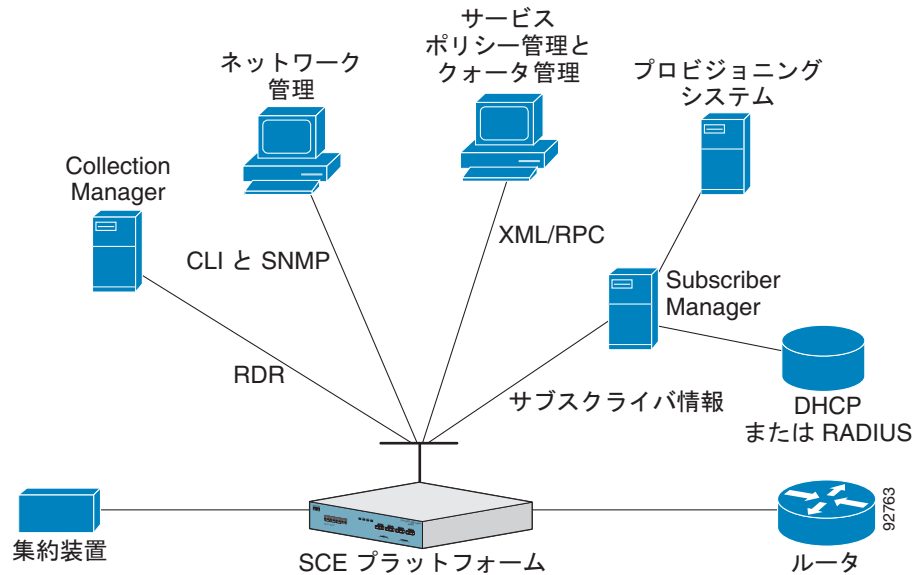 サービス
ポリシー管理と
クォータ管理
ネットワーク
管理
プロビジョニング
システム
Collection
Manager
CLI と SNMP
XML/RPC
Subscriber
Manager
RDR
サブスクライバ情報
DHCP
または RADIUS
集約装置
SCE プラットフォーム
ルータ
92763